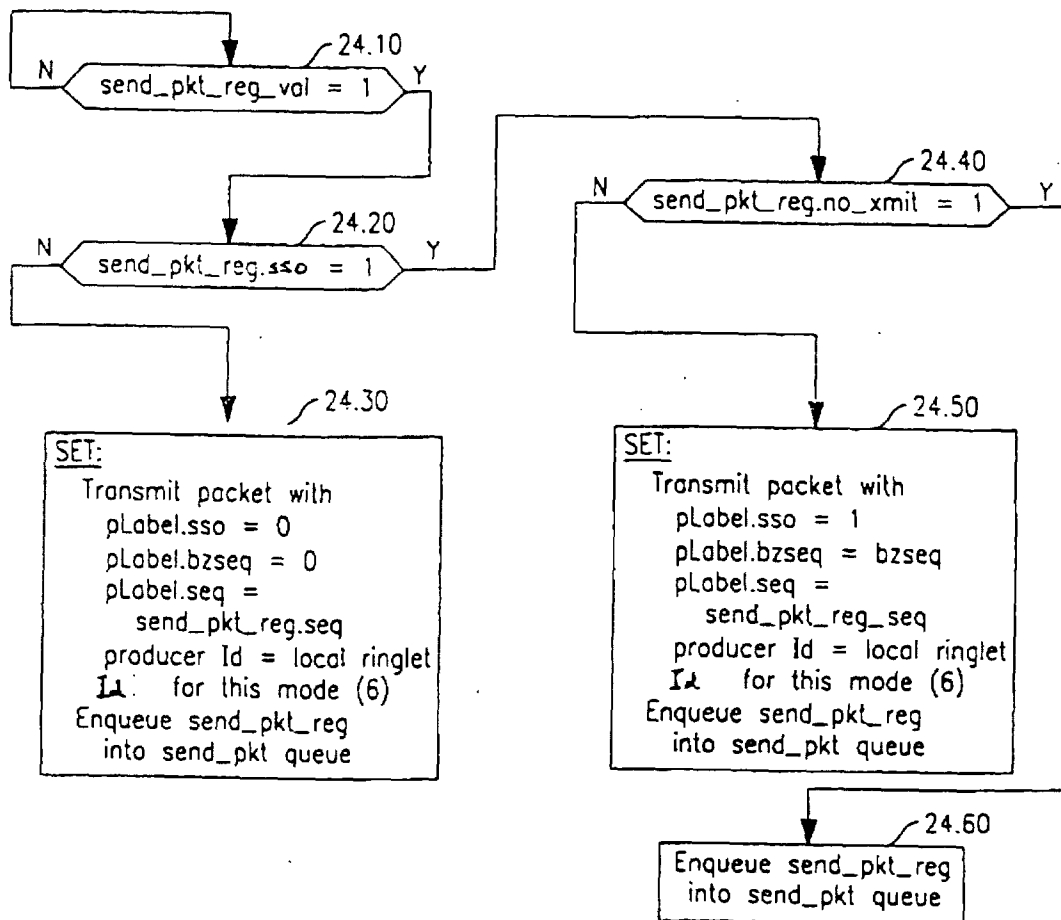 24.10
N
send_pkt_reg_val = 1
Y
24.20
N
send_pkt_reg.sso = 1
Y
24.30
SET:
Transmit packet with
pLabel.sso = 0
pLabel.bzseq = 0
pLabel.seq =
send_pkt_reg.seq
producer Id = local ringlet
Id: for this mode (6)
Enqueue send_pkt_reg
into send_pkt queue
24.40
N
send_pkt_reg.no_xmit = 1
Y
24.50
SET:
Transmit packet with
pLabel.sso = 1
pLabel.bzseq = bzseq
pLabel.seq =
send_pkt_reg_seq
producer Id = local ringlet
Id for this mode (6)
Enqueue send_pkt_reg
into send_pkt queue
24.60
Enqueue send_pkt_reg
into send_pkt queue